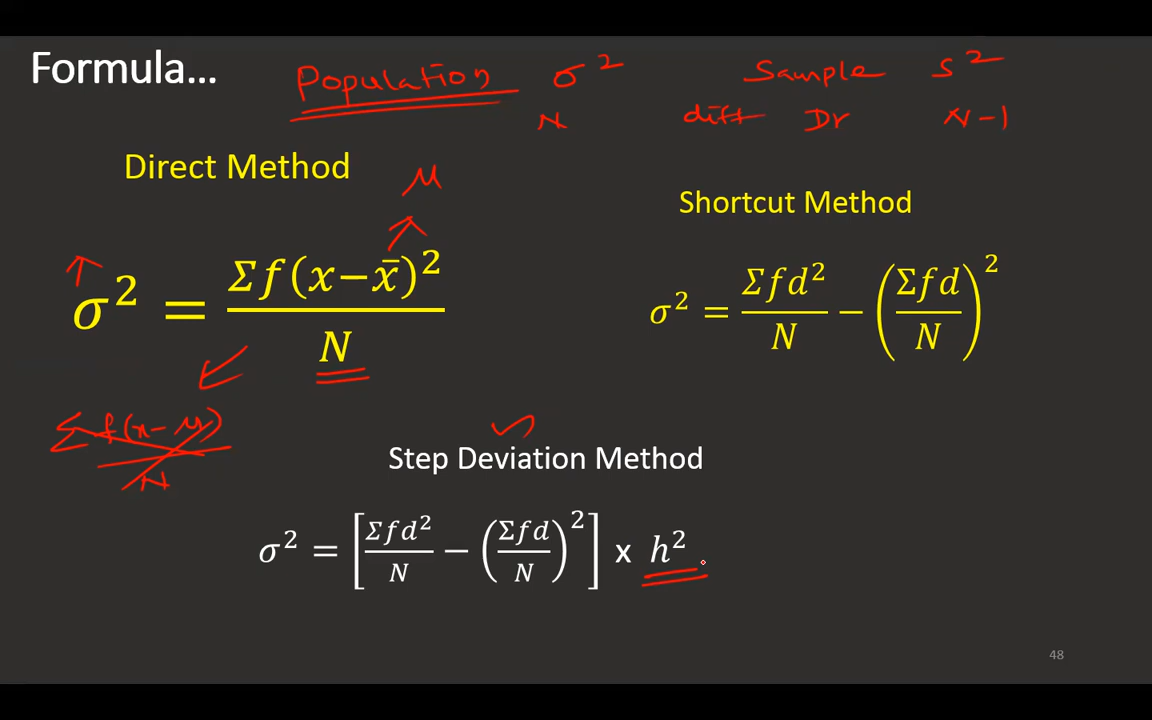 Formula...
Population σ²
N
Sample s²
diff Dr N-1
Direct Method
μ
σ² = Σf(x−x̄)² / N
Shortcut Method
σ² = Σfd²/N − (Σfd/N)²
Σf(x-μ)/N
Step Deviation Method
σ² = [Σfd²/N − (Σfd/N)²] x h²
48